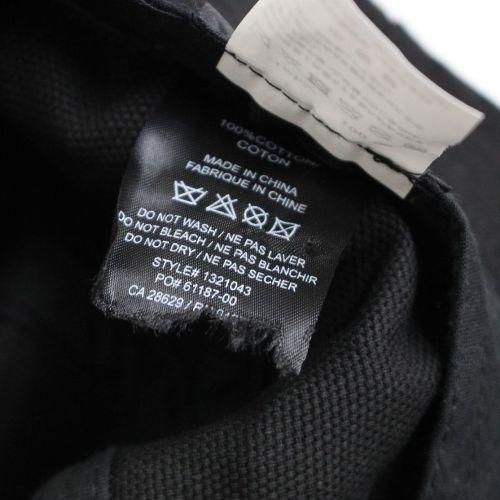 100%COTTON
COTON
MADE IN CHINA
FABRIQUE IN CHINE
DO NOT WASH / NE PAS LAVER
DO NOT BLEACH / NE PAS BLANCHIR
DO NOT DRY / NE PAS SECHER
STYLE# 1321043
PO# 61187-00
CA 28629 /